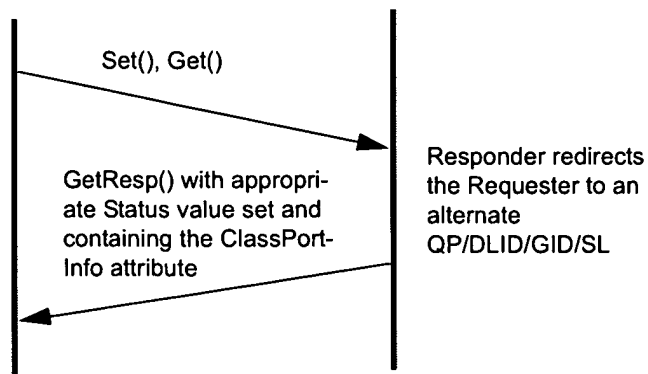 Set(), Get()
GetResp() with appropri-
ate Status value set and
containing the ClassPort-
Info attribute
Responder redirects
the Requester to an
alternate
QP/DLID/GID/SL